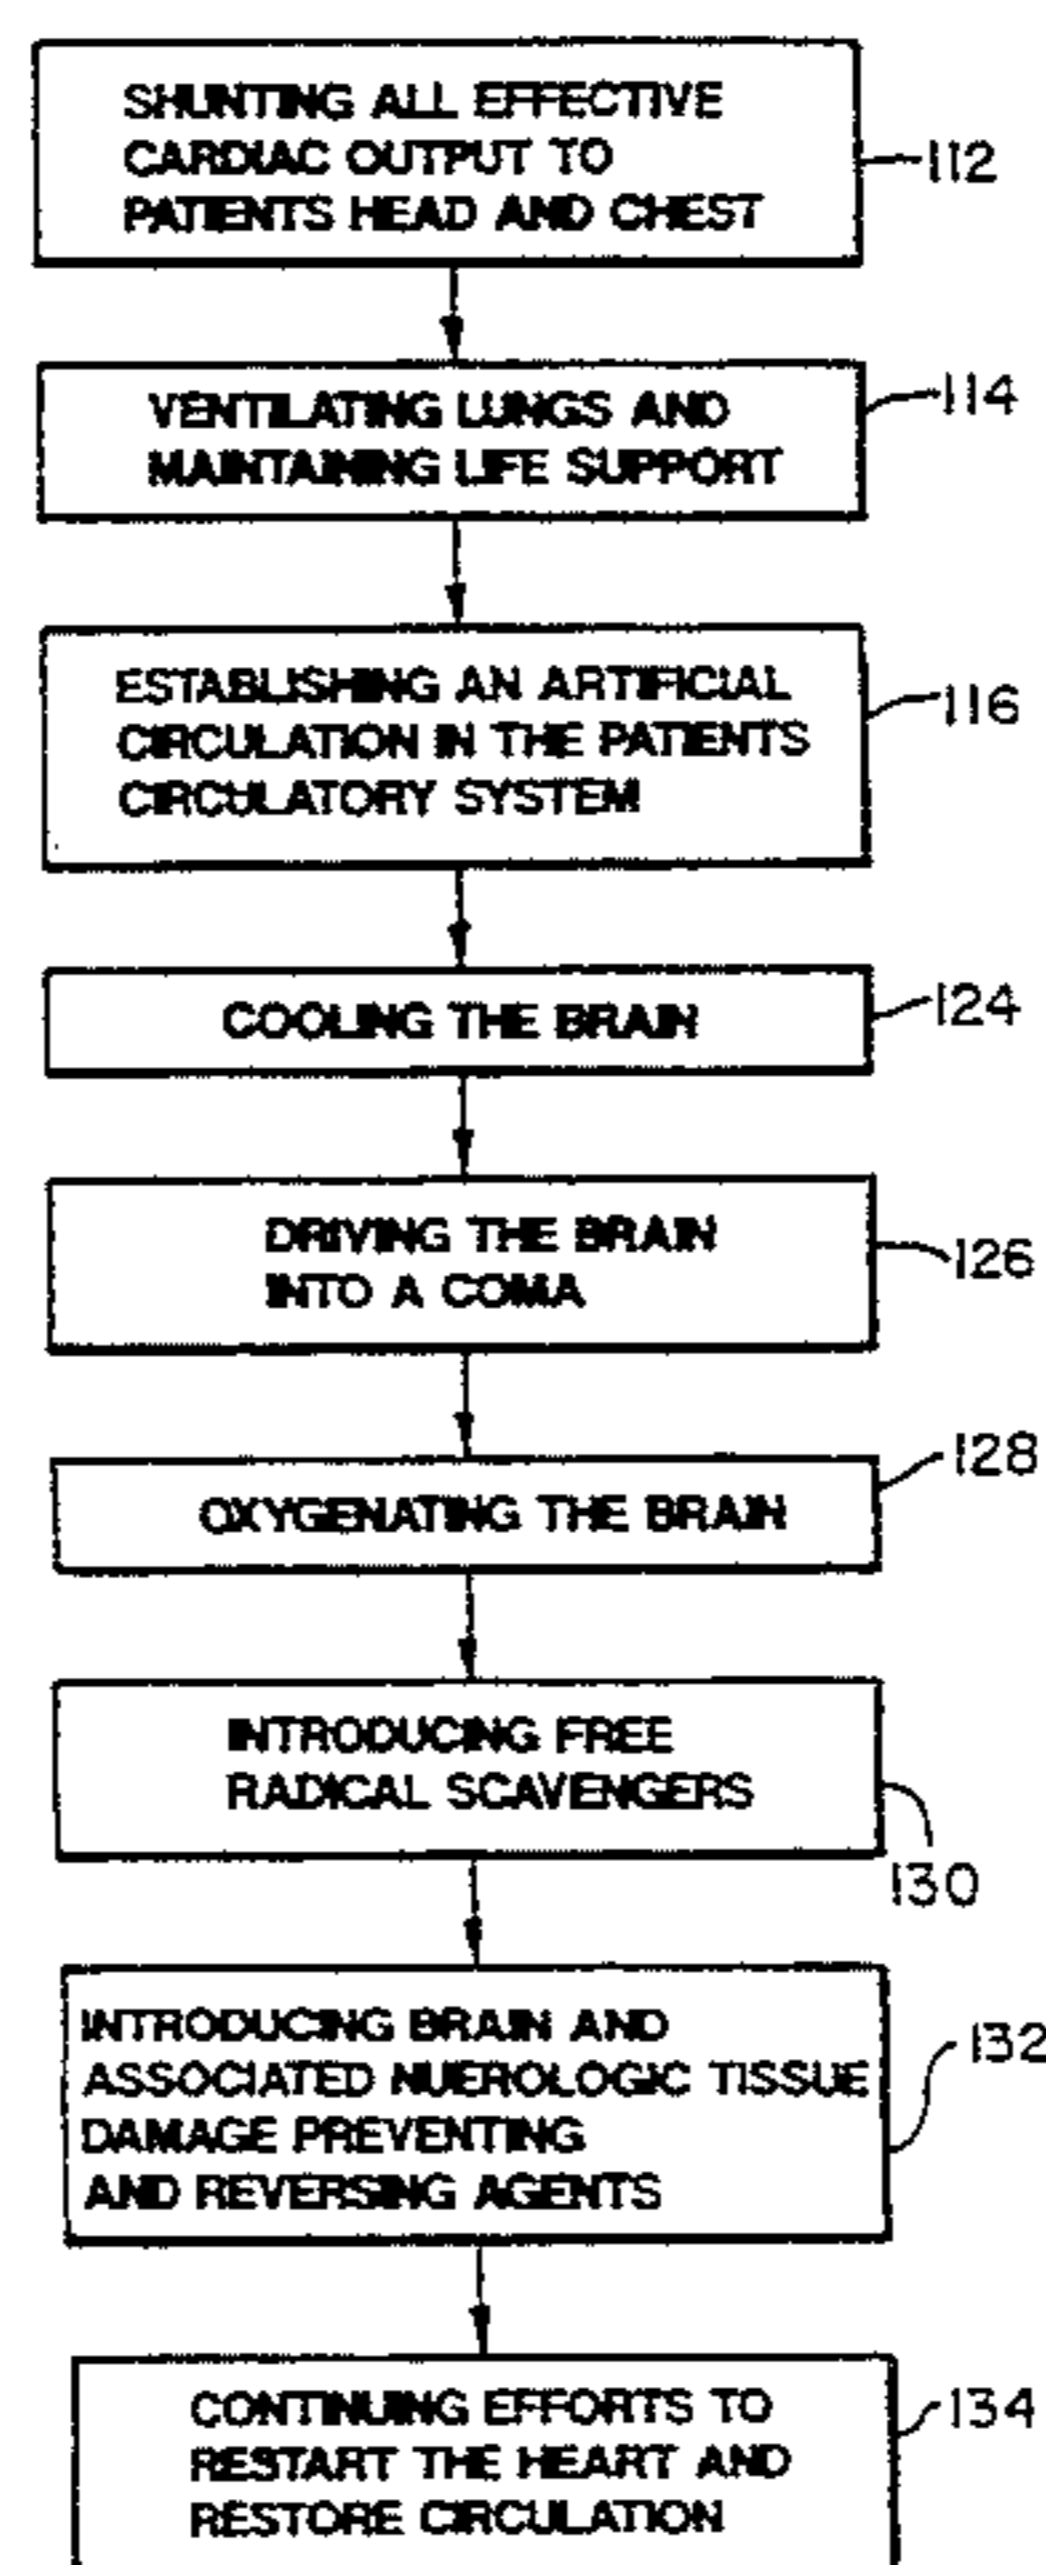 SHUNTING ALL EFFECTIVE
CARDIAC OUTPUT TO
PATIENTS HEAD AND CHEST
112
VENTILATING LUNGS AND
MAINTAINING LIFE SUPPORT
114
ESTABLISHING AN ARTIFICIAL
CIRCULATION IN THE PATIENTS
CIRCULATORY SYSTEM
116
COOLING THE BRAIN
124
DRIVING THE BRAIN
INTO A COMA
126
OXYGENATING THE BRAIN
128
INTRODUCING FREE
RADICAL SCAVENGERS
130
INTRODUCING BRAIN AND
ASSOCIATED NUEROLOGIC TISSUE
DAMAGE PREVENTING
AND REVERSING AGENTS
132
CONTINUING EFFORTS TO
RESTART THE HEART AND
RESTORE CIRCULATION
134